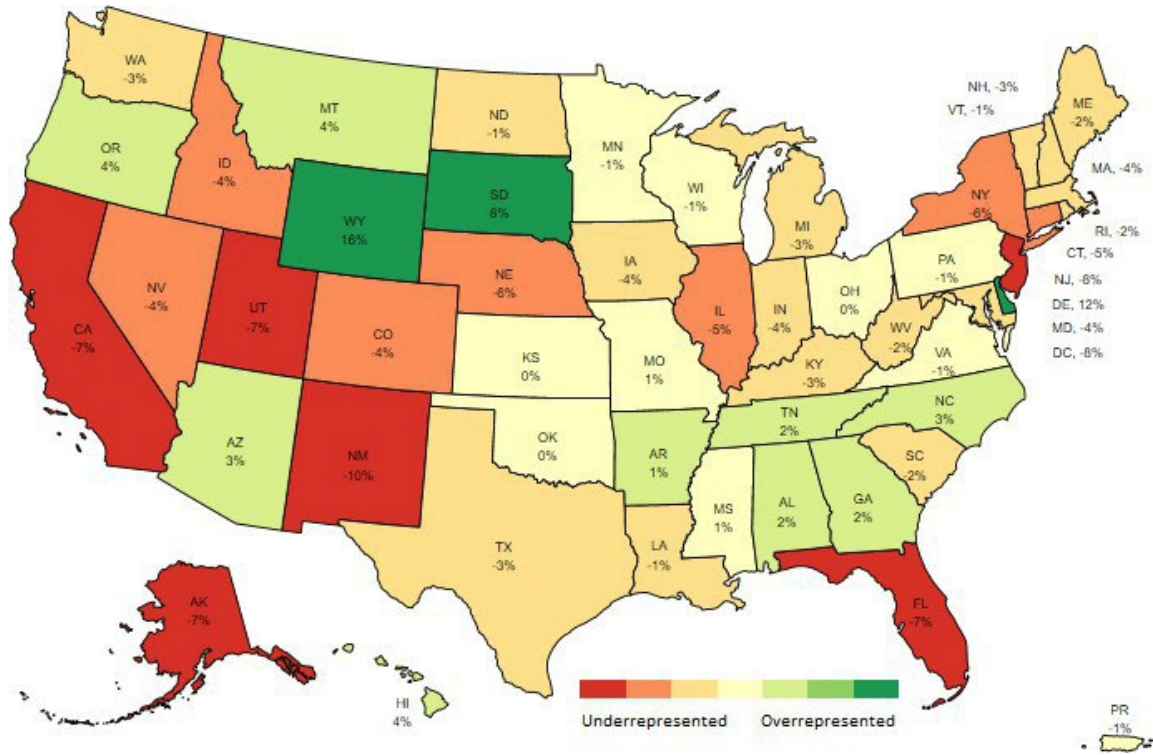 WA
-3%
MT
4%
ND
-1%
MN
-1%
NH, -3%
VT, -1%
ME
-2%
OR
4%
ID
-4%
WY
16%
SD
8%
WI
-1%
MI
-3%
NY
-6%
MA, -4%
RI, -2%
CT, -5%
NJ, -6%
DE, 12%
MD, -4%
DC, -8%
CA
-7%
NV
-4%
UT
-7%
CO
-4%
NE
-6%
IA
-4%
IL
-5%
IN
-4%
OH
0%
PA
-1%
WV
-2%
VA
-1%
KS
0%
MO
1%
KY
-3%
AZ
3%
NM
-10%
OK
0%
AR
1%
TN
2%
NC
3%
SC
-2%
TX
-3%
LA
-1%
MS
1%
AL
2%
GA
2%
FL
-7%
AK
-7%
HI
4%
Underrepresented Overrepresented
PR
-1%